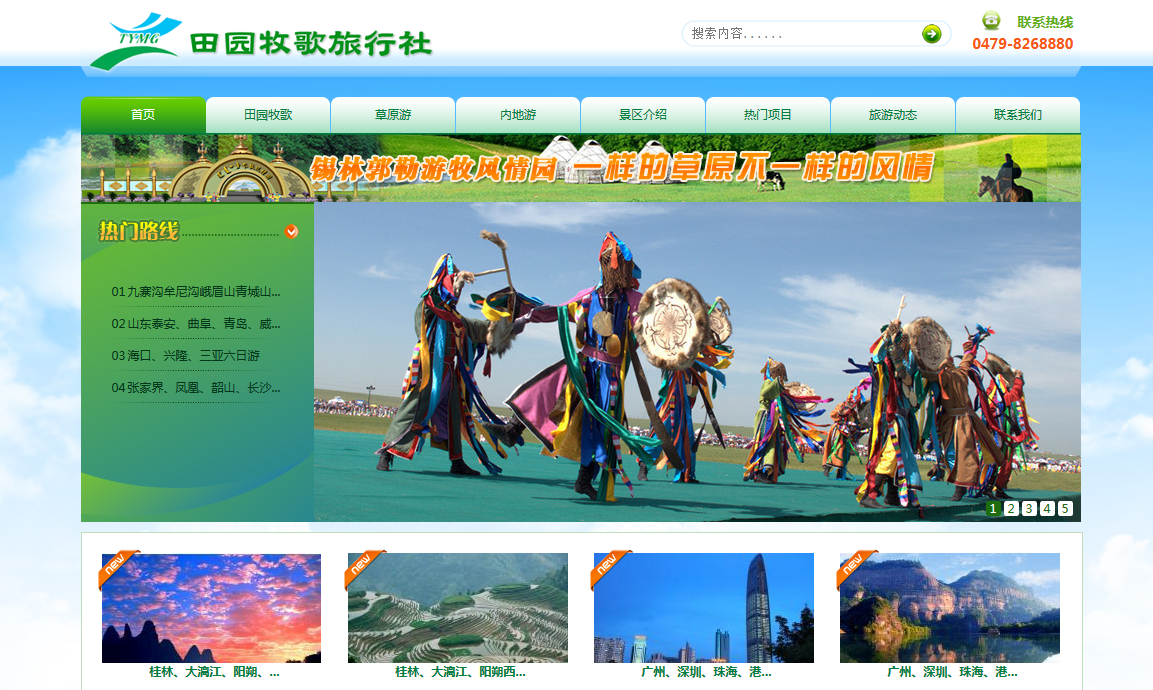 TYMG
田园牧歌旅行社
搜索内容......
联系热线
0479-8268880
首页
田园牧歌
草原游
内地游
景区介绍
热门项目
旅游动态
联系我们
锡林郭勒游牧风情园 一样的草原不一样的风情
热门路线
01 九寨沟牟尼沟峨眉山青城山...
02 山东泰安、曲阜、青岛、威...
03 海口、兴隆、三亚六日游
04 张家界、凤凰、韶山、长沙...
1 2 3 4 5
new
new
new
new
桂林、大漓江、阳朔、...
桂林、大漓江、阳朔西...
广州、深圳、珠海、港...
广州、深圳、珠海、港...